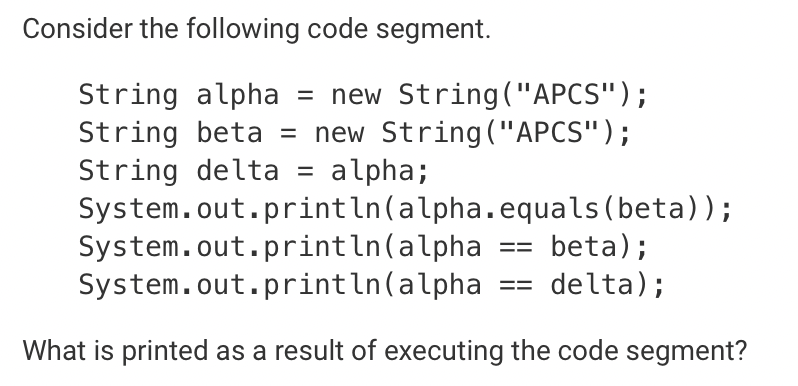 Consider the following code segment.
String alpha = new String("APCS");
String beta = new String("APCS");
String delta = alpha;
System.out.println(alpha.equals(beta));
System.out.println(alpha == beta);
System.out.println(alpha == delta);
What is printed as a result of executing the code segment?